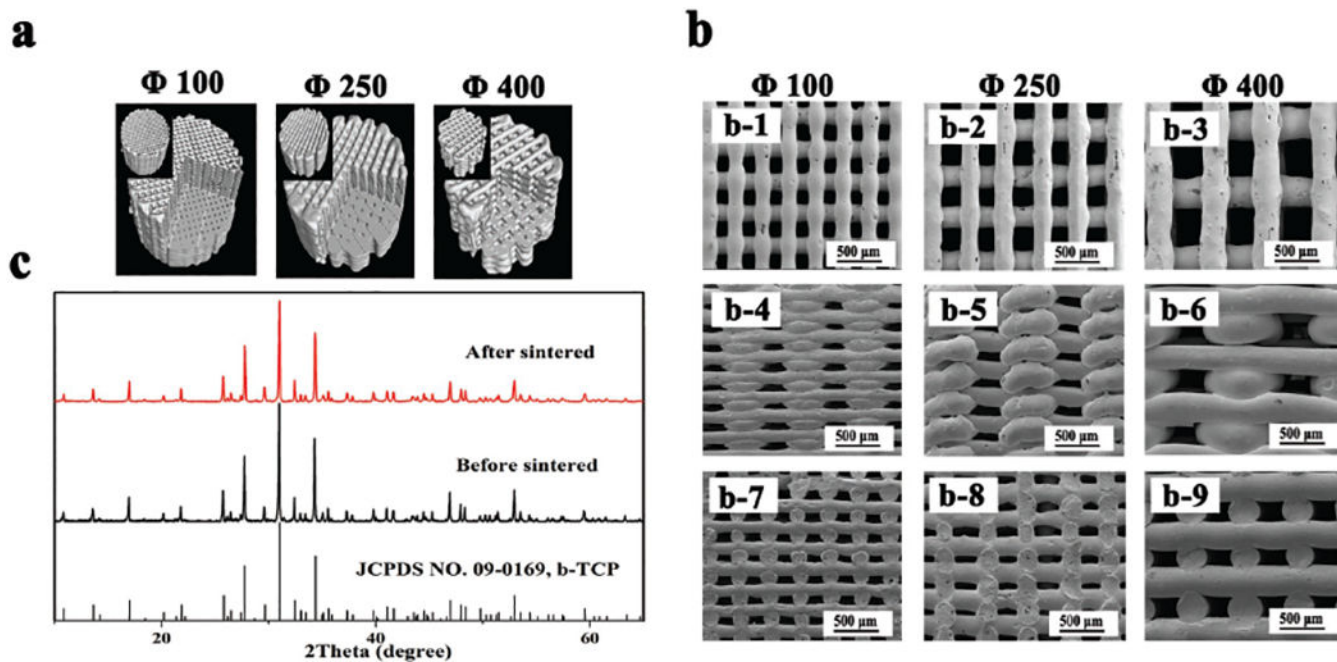 a
Φ 100 Φ 250 Φ 400
b
Φ 100 Φ 250 Φ 400
b-1 b-2 b-3
500 µm 500 µm 500 µm
b-4 b-5 b-6
500 µm 500 µm 500 µm
b-7 b-8 b-9
500 µm 500 µm 500 µm
c
After sintered
Before sintered
JCPDS NO. 09-0169, b-TCP
20 40 60
2Theta (degree)